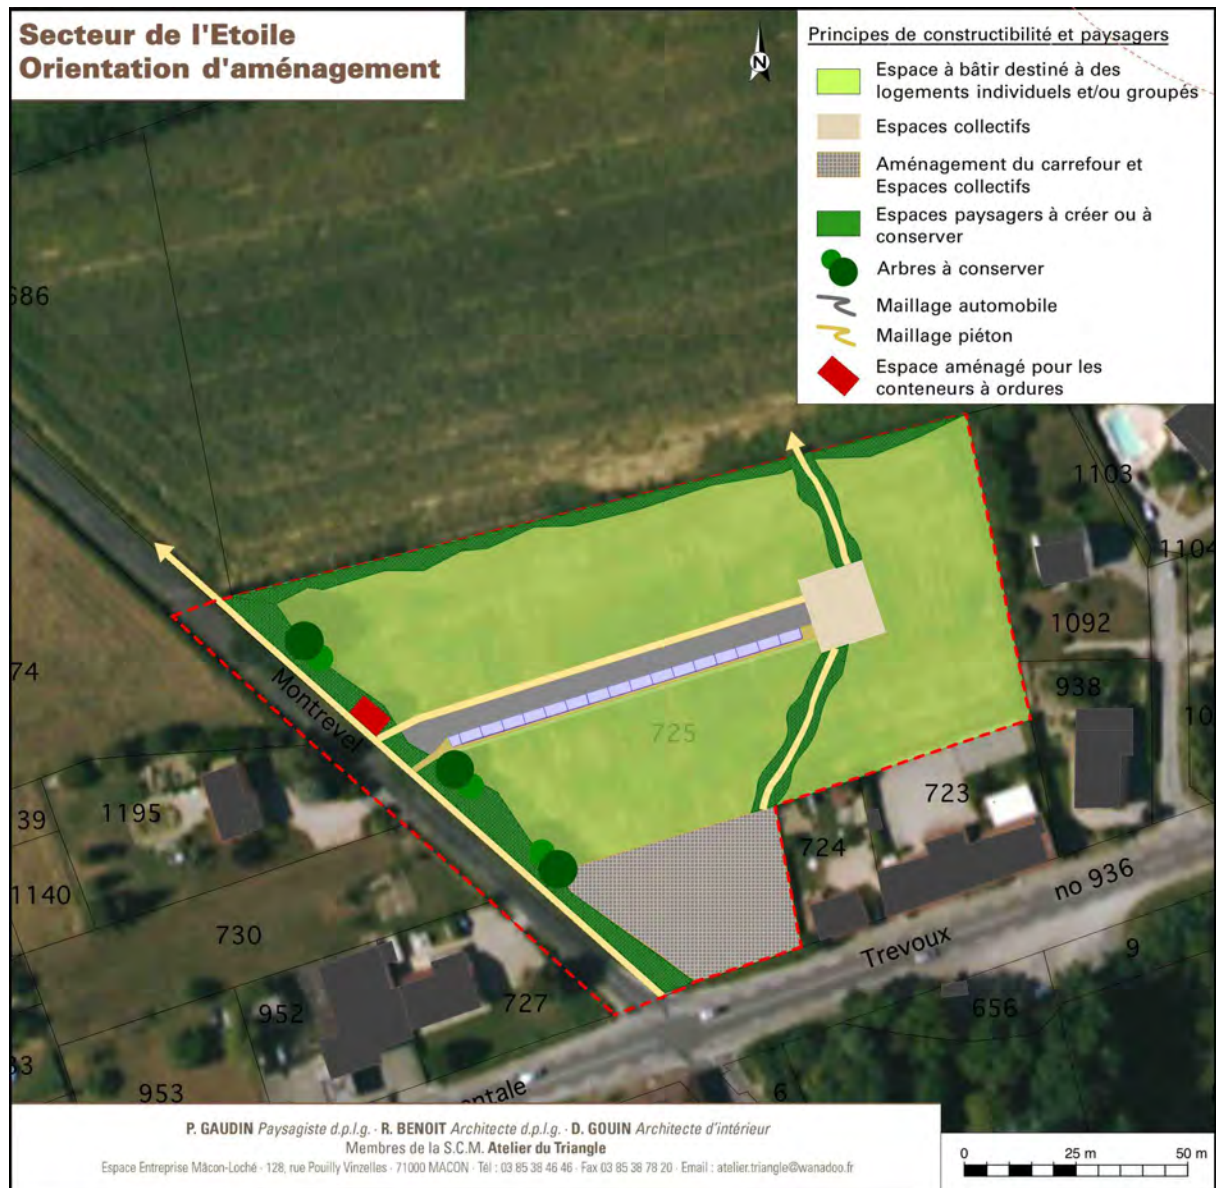 Secteur de l'Etoile
Orientation d'aménagement
N
Principes de constructibilité et paysagers
Espace à bâtir destiné à des
logements individuels et/ou groupés
Espaces collectifs
Aménagement du carrefour et
Espaces collectifs
Espaces paysagers à créer ou à
conserver
Arbres à conserver
Maillage automobile
Maillage piéton
Espace aménagé pour les
conteneurs à ordures
686
1103
1104
1092
74
938
10
Montrevel
725
1195
39
723
724
no 936
1140
730
Trevoux
9
952
727
656
33
953
entale
6
P. GAUDIN Paysagiste d.p.l.g. - R. BENOIT Architecte d.p.l.g. - D. GOUIN Architecte d'intérieur
Membres de la S.C.M. Atelier du Triangle
Espace Entreprise Mâcon-Loché - 128, rue Pouilly Vinzelles - 71000 MACON - Tél : 03 85 38 46 46 - Fax 03 85 38 78 20 - Email : atelier.triangle@wanadoo.fr
0 25 m 50 m